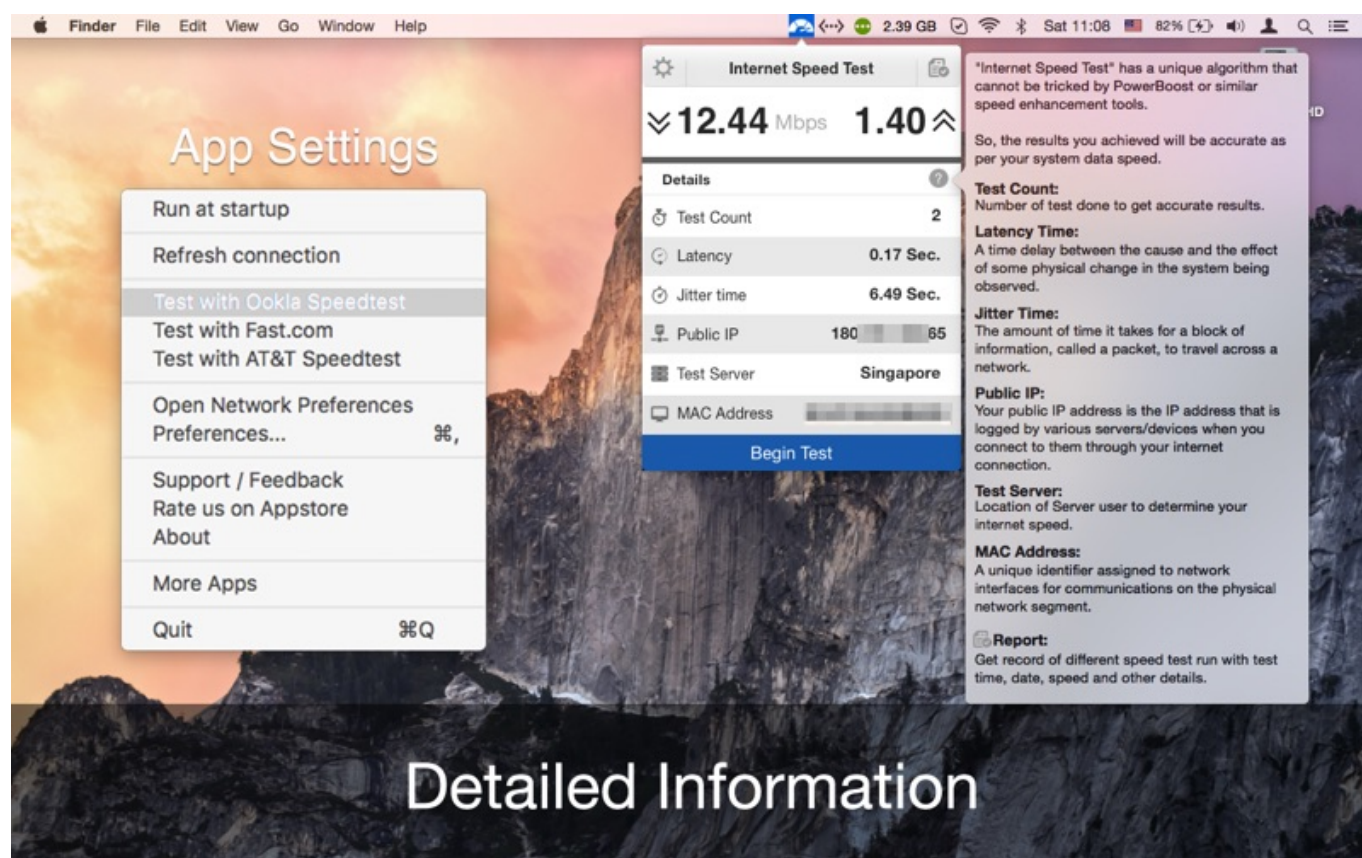 Finder File Edit View Go Window Help 2.39 GB Sat 11:08 82%
App Settings
Run at startup
Refresh connection
Test with Ookla Speedtest
Test with Fast.com
Test with AT&T Speedtest
Open Network Preferences
Preferences... ⌘,
Support / Feedback
Rate us on Appstore
About
More Apps
Quit ⌘Q
Internet Speed Test
12.44 Mbps 1.40
Details ?
Test Count 2
Latency 0.17 Sec.
Jitter time 6.49 Sec.
Public IP 180 65
Test Server Singapore
MAC Address
Begin Test
"Internet Speed Test" has a unique algorithm that
cannot be tricked by PowerBoost or similar
speed enhancement tools.
So, the results you achieved will be accurate as
per your system data speed.
Test Count:
Number of test done to get accurate results.
Latency Time:
A time delay between the cause and the effect
of some physical change in the system being
observed.
Jitter Time:
The amount of time it takes for a block of
information, called a packet, to travel across a
network.
Public IP:
Your public IP address is the IP address that is
logged by various servers/devices when you
connect to them through your internet
connection.
Test Server:
Location of Server user to determine your
internet speed.
MAC Address:
A unique identifier assigned to network
interfaces for communications on the physical
network segment.
Report:
Get record of different speed test run with test
time, date, speed and other details.
HD
Detailed Information